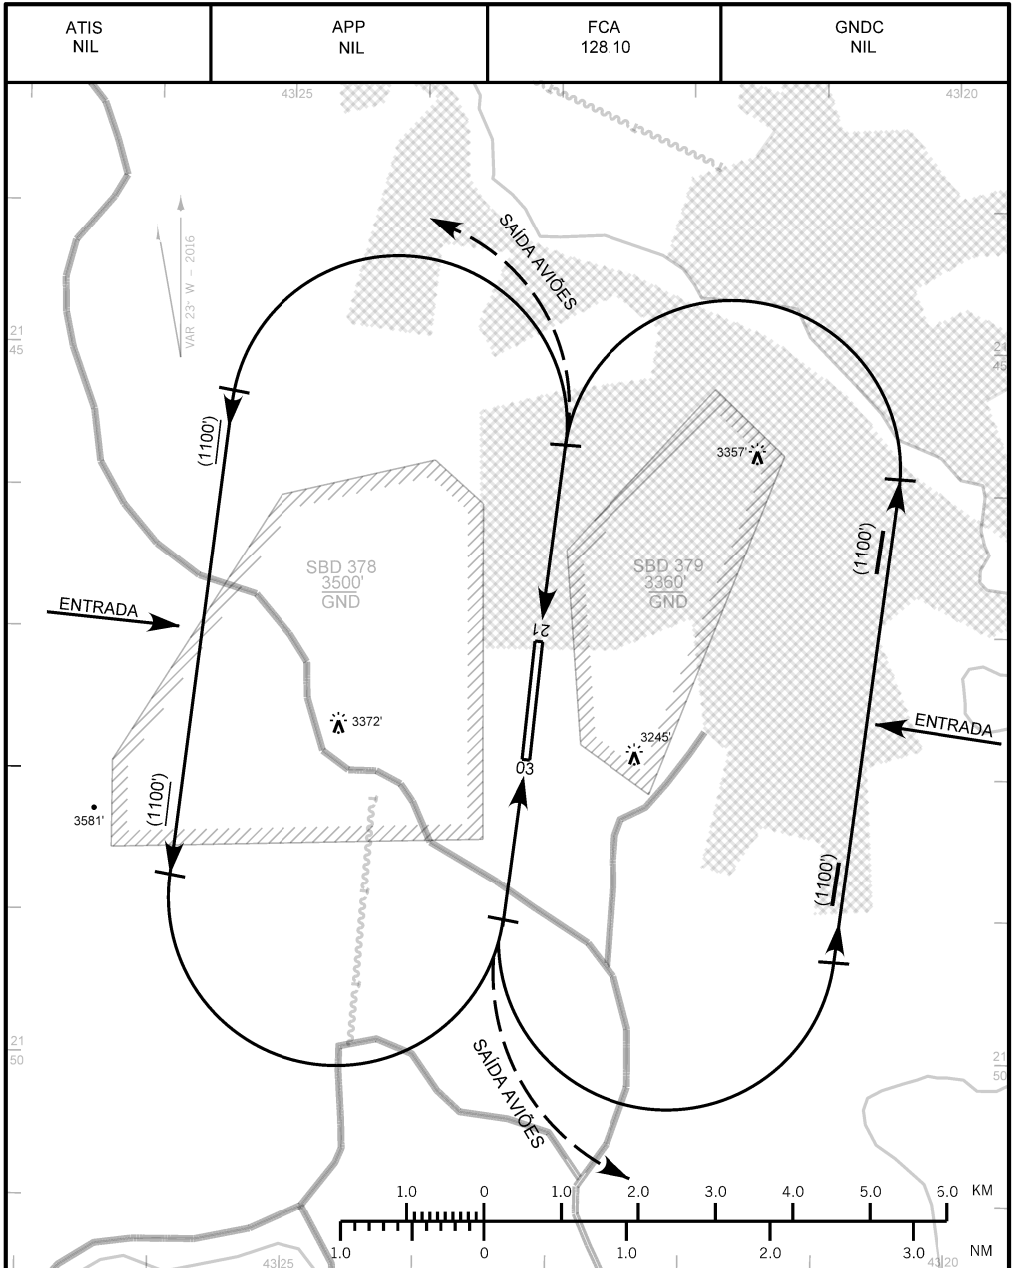 ATIS
NIL
APP
NIL
FCA
128.10
GNDC
NIL
43 25
43 20
VAR 23° W – 2016
SAÍDA AVIÕES
21
45
21
45
(1100')
3357'
(1100')
SBD 378
3500'
GND
SBD 379
3360'
GND
ENTRADA
21
3372'
ENTRADA
3245'
03
(1100')
3581'
(1100')
21
50
21
50
SAÍDA AVIÕES
1.0 0 1.0 2.0 3.0 4.0 5.0 5.0 KM
1.0 0 1.0 2.0 3.0 NM
43 25
43 20